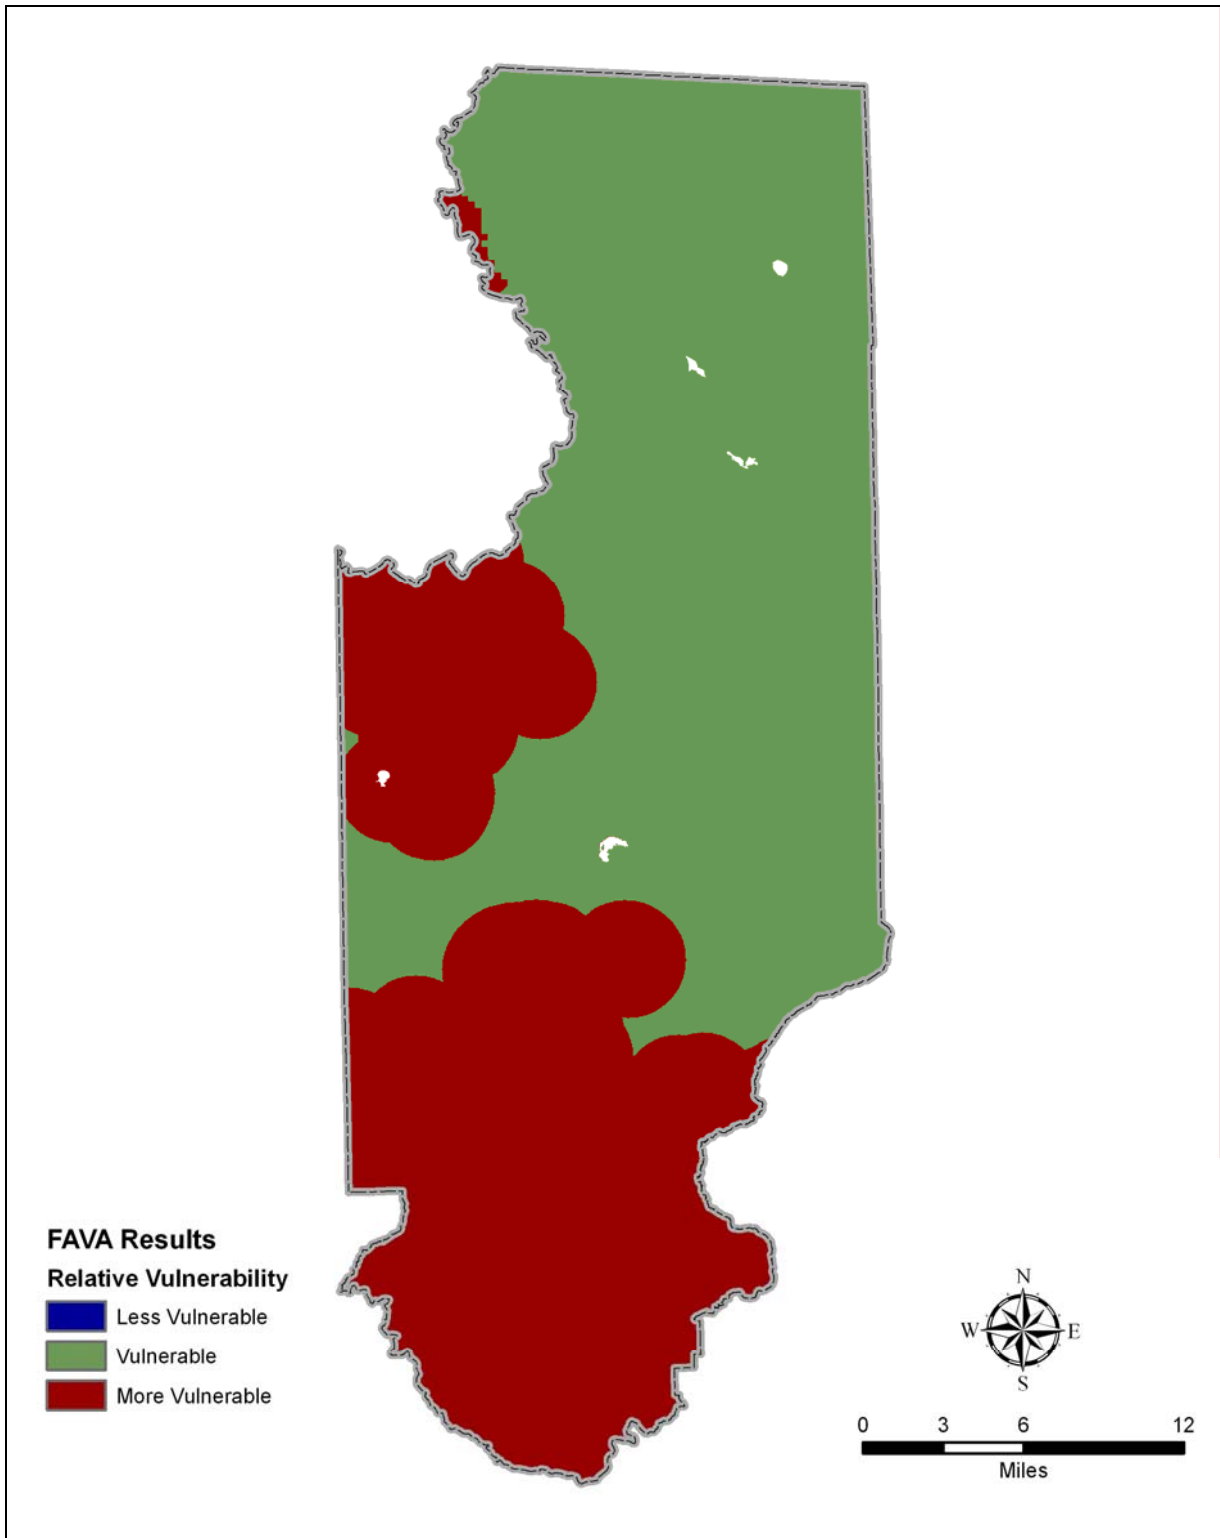 FAVA Results
Relative Vulnerability
Less Vulnerable
Vulnerable
More Vulnerable
N
W E
S
0 3 6 12
Miles